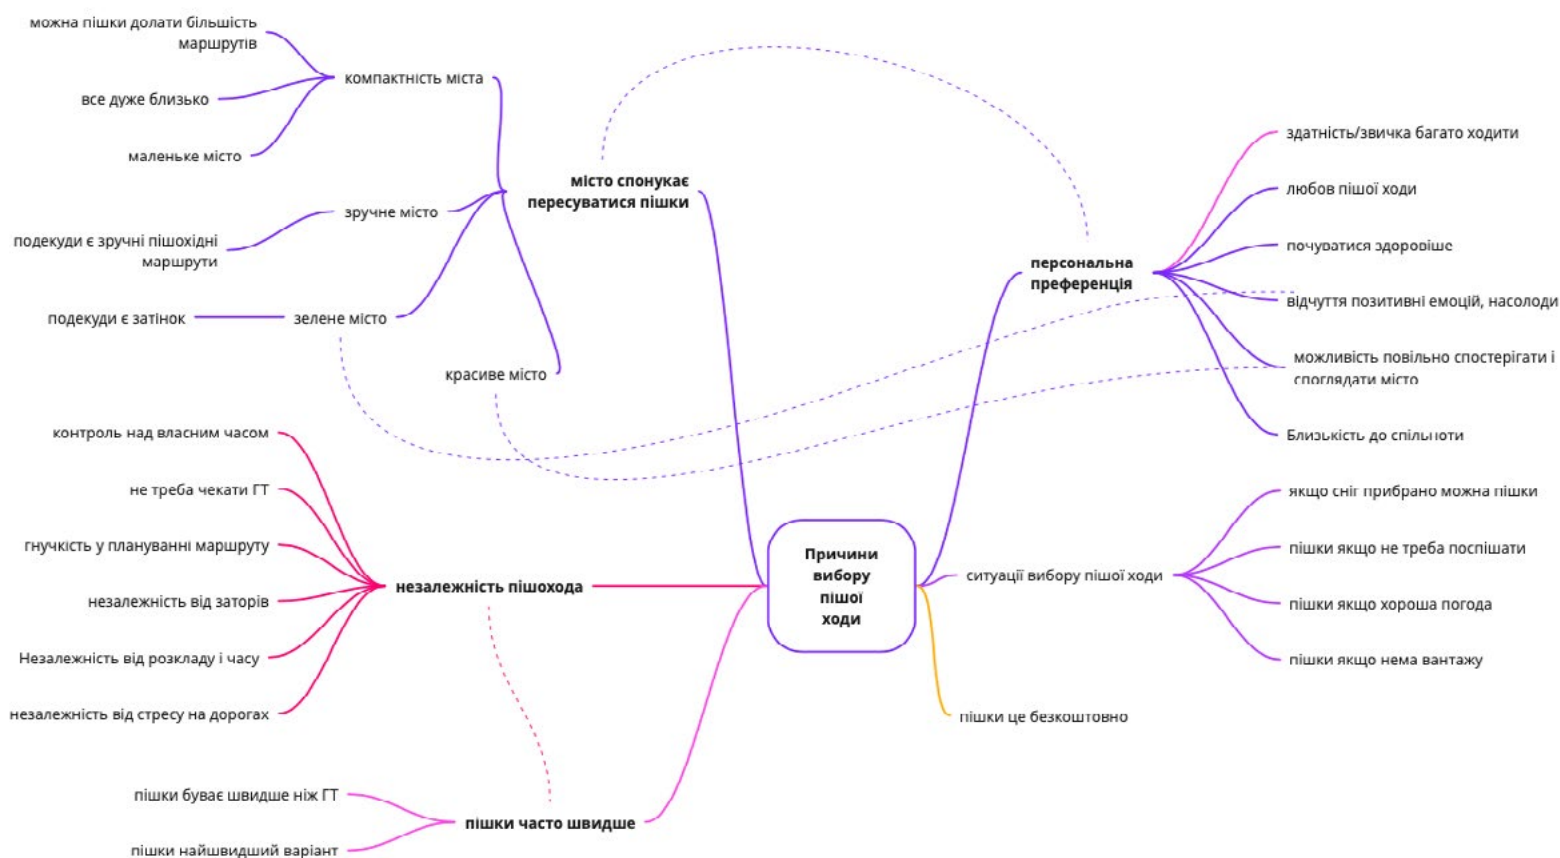 можна пішки долати більшість
маршрутів
компактність міста
все дуже близько
маленьке місто
місто спонукає
пересуватися пішки
зручне місто
подекуди є зручні пішохідні
маршрути
подекуди є затінок
зелене місто
красиве місто
контроль над власним часом
не треба чекати ГТ
гнучкість у плануванні маршруту
незалежність від заторів
Незалежність від розкладу і часу
незалежність від стресу на дорогах
незалежність пішохода
пішки буває швидше ніж ГТ
пішки найшвидший варіант
пішки часто швидше
Причини
вибору
пішої
ходи
персональна
преференція
здатність/звичка багато ходити
любов пішої ходи
почуватися здоровіше
відчуття позитивні емоцій, насолоди
можливість повільно спостерігати і
споглядати місто
Близькість до спільноти
ситуації вибору пішої ходи
якщо сніг прибрано можна пішки
пішки якщо не треба поспішати
пішки якщо хороша погода
пішки якщо нема вантажу
пішки це безкоштовно